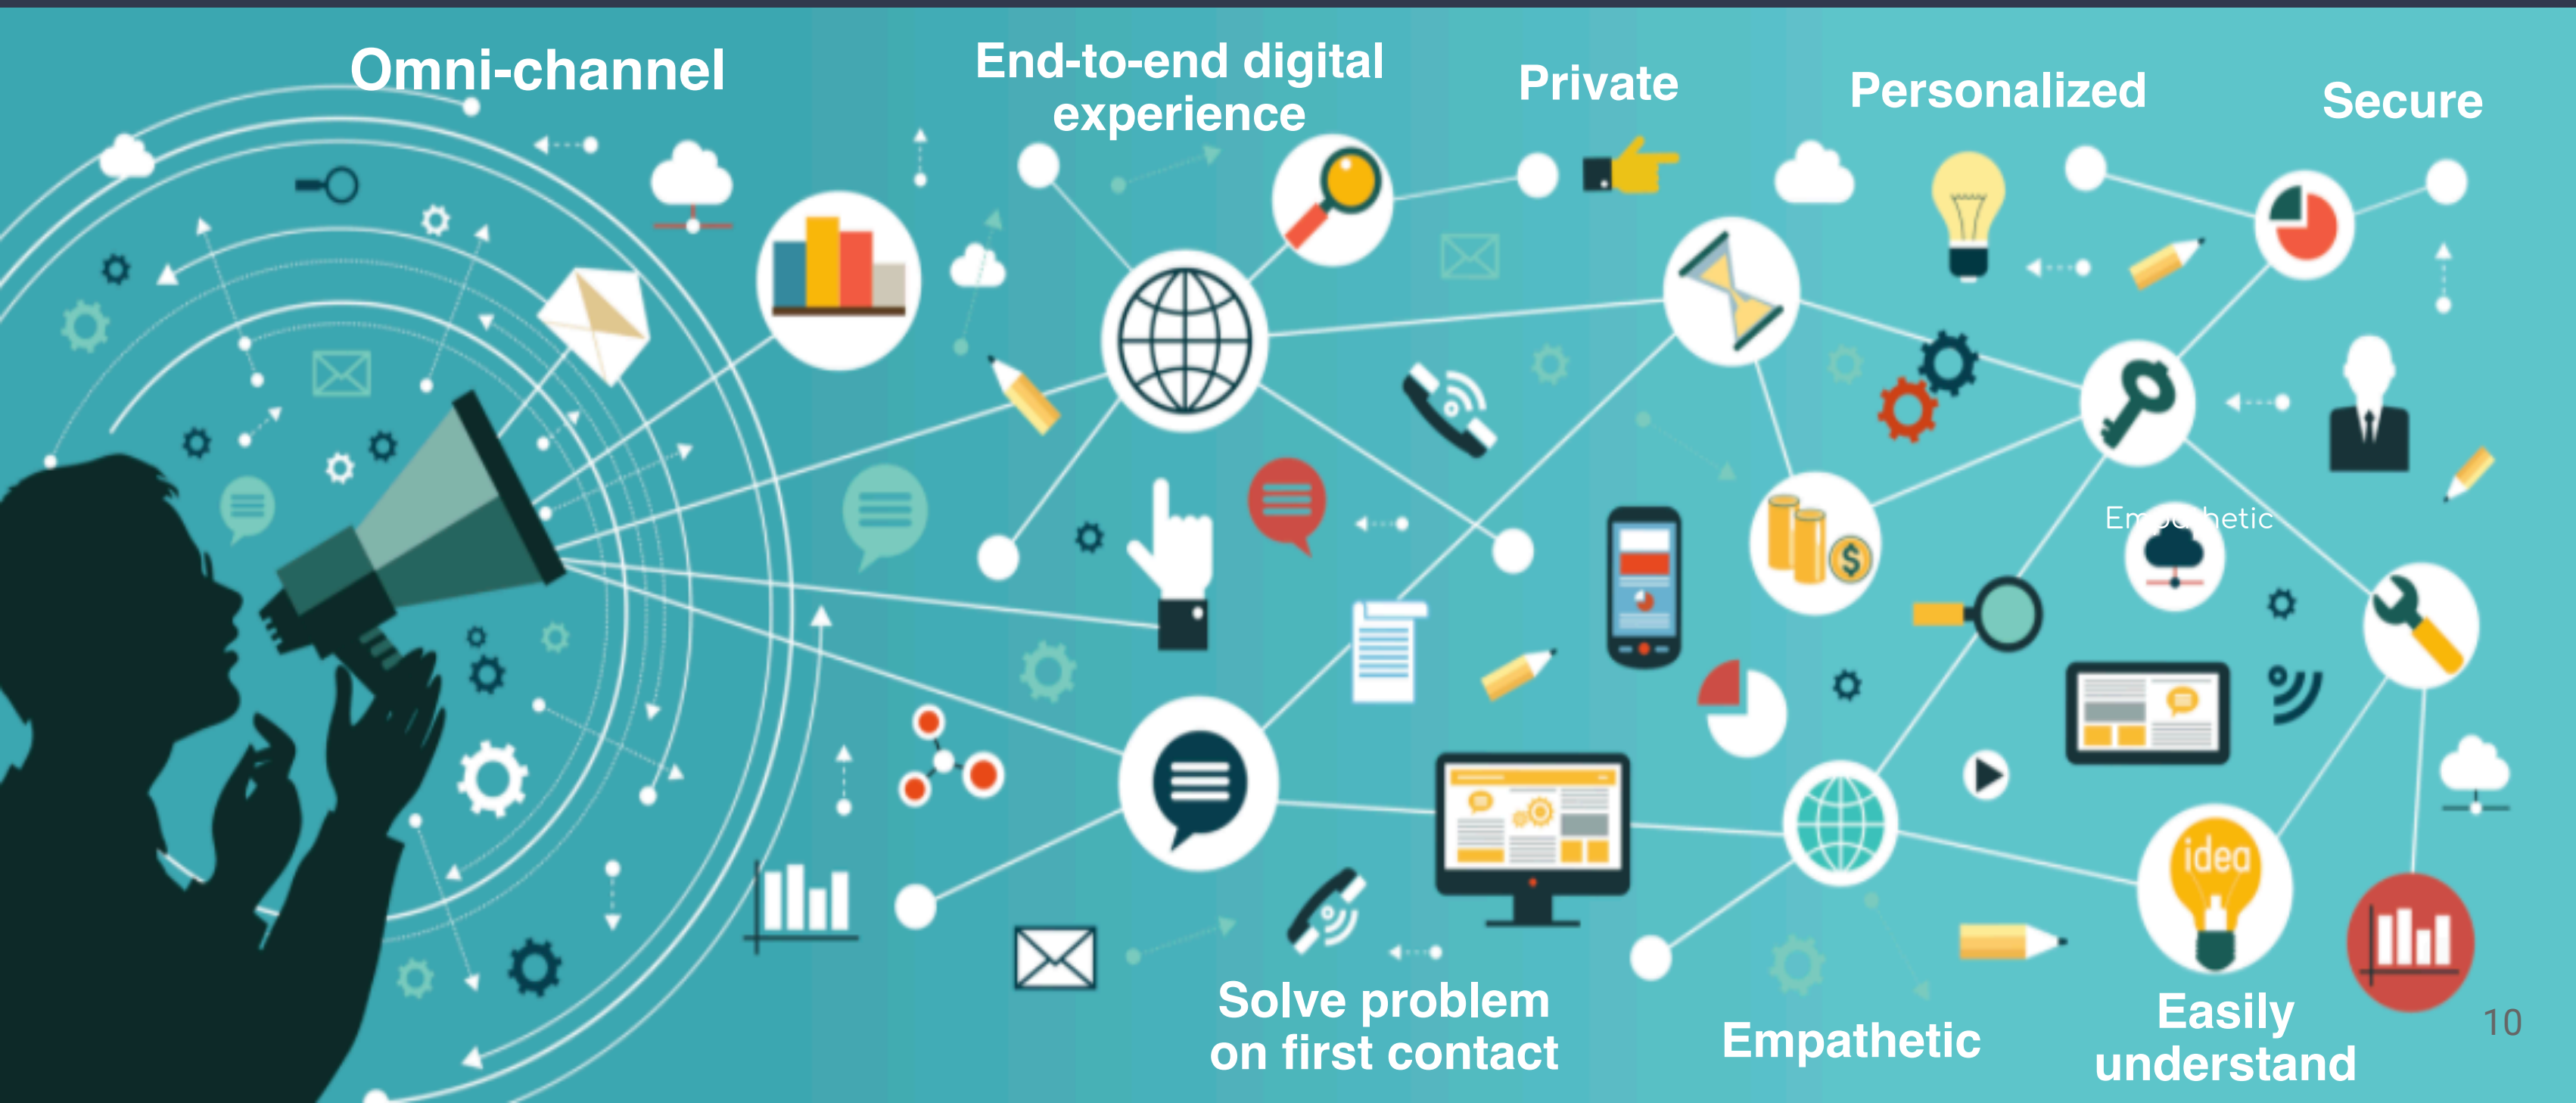 Omni-channel
End-to-end digital
experience
Private
Personalized
Secure
Empathetic
idea
Solve problem
on first contact
Empathetic
Easily
understand
10